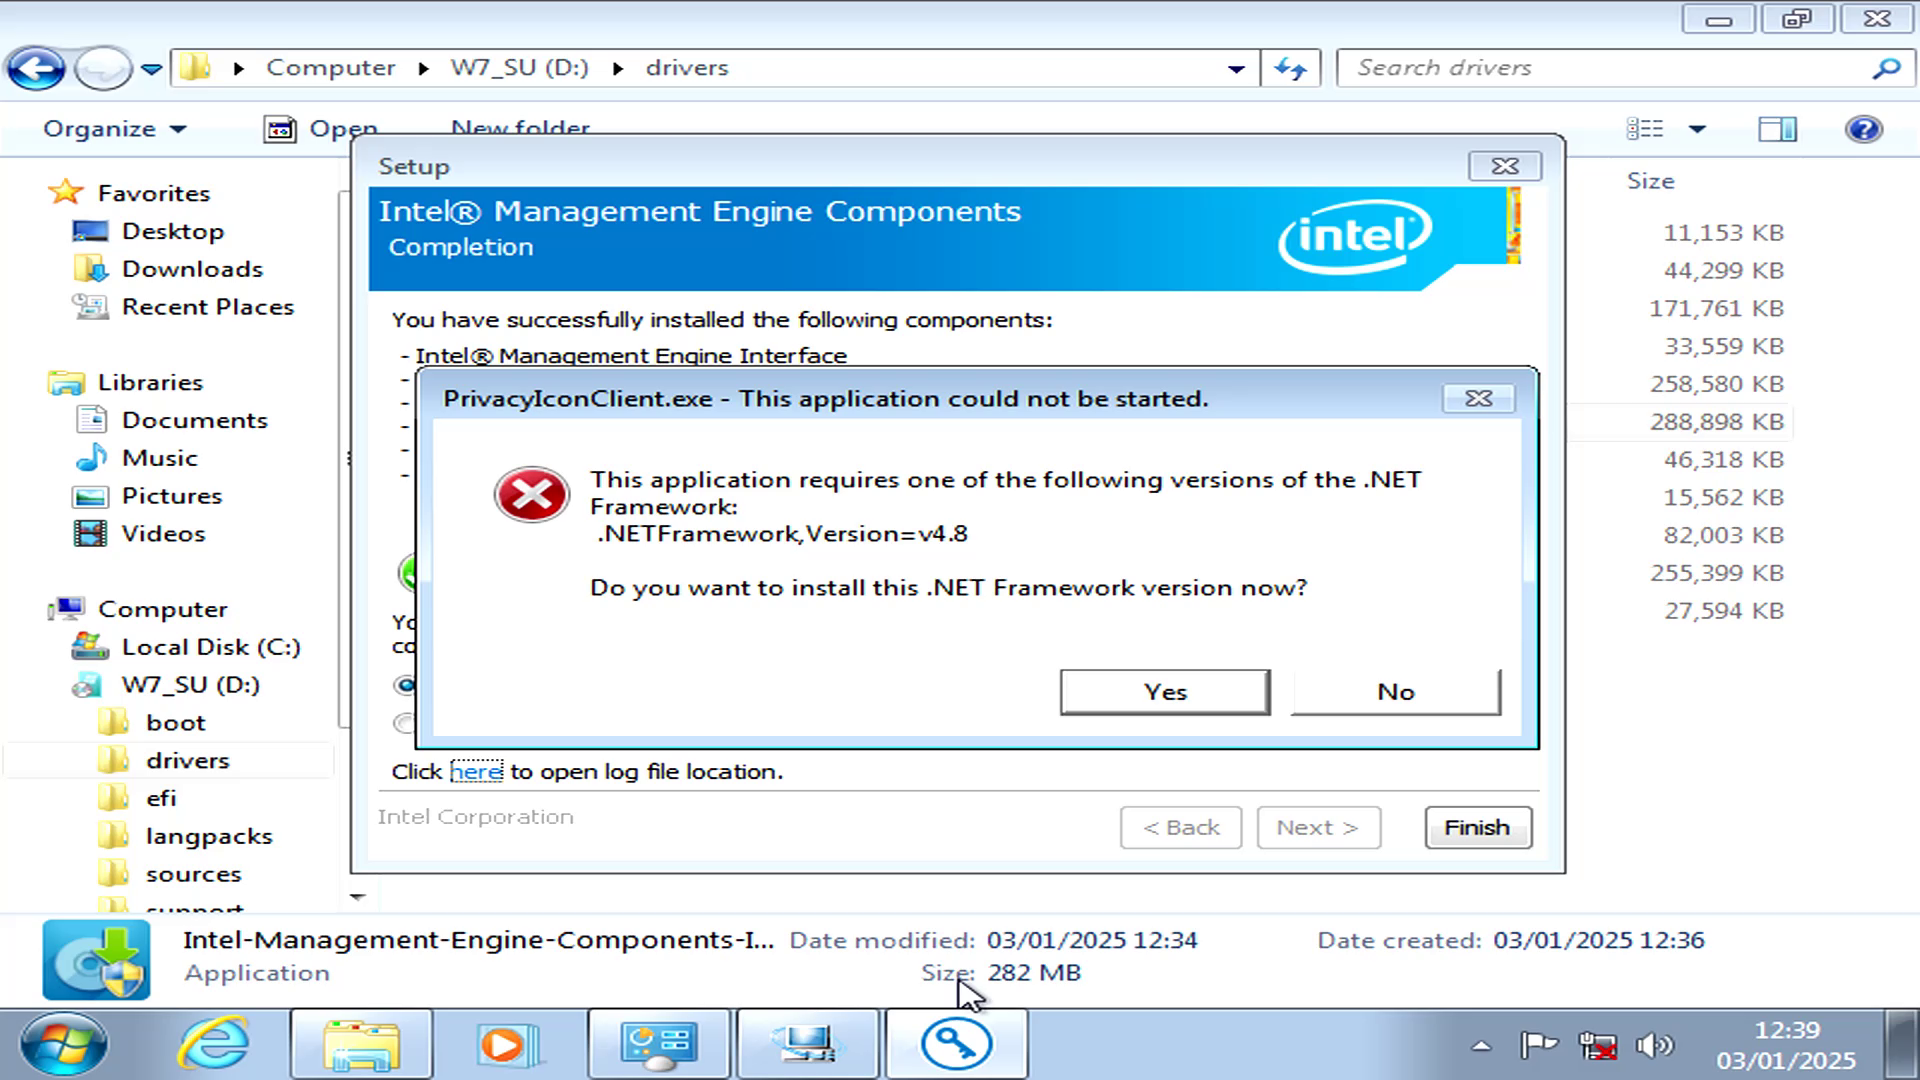 Computer
W7_SU (D:)
drivers
Search drivers
Organize
Open
New folder
Size
Favorites
Desktop
Downloads
Recent Places
Libraries
Documents
Music
Pictures
Videos
Computer
Local Disk (C:)
W7_SU (D:)
boot
drivers
efi
langpacks
sources
support
11,153 KB
44,299 KB
171,761 KB
33,559 KB
258,580 KB
288,898 KB
46,318 KB
15,562 KB
82,003 KB
255,399 KB
27,594 KB
Setup
Intel® Management Engine Components
Completion
intel
You have successfully installed the following components:
- Intel® Management Engine Interface
PrivacyIconClient.exe - This application could not be started.
This application requires one of the following versions of the .NET
Framework:
.NETFramework,Version=v4.8
Do you want to install this .NET Framework version now?
Yes
No
Click here to open log file location.
Intel Corporation
< Back
Next >
Finish
Intel-Management-Engine-Components-I...
Date modified: 03/01/2025 12:34
Date created: 03/01/2025 12:36
Application
Size: 282 MB
12:39
03/01/2025